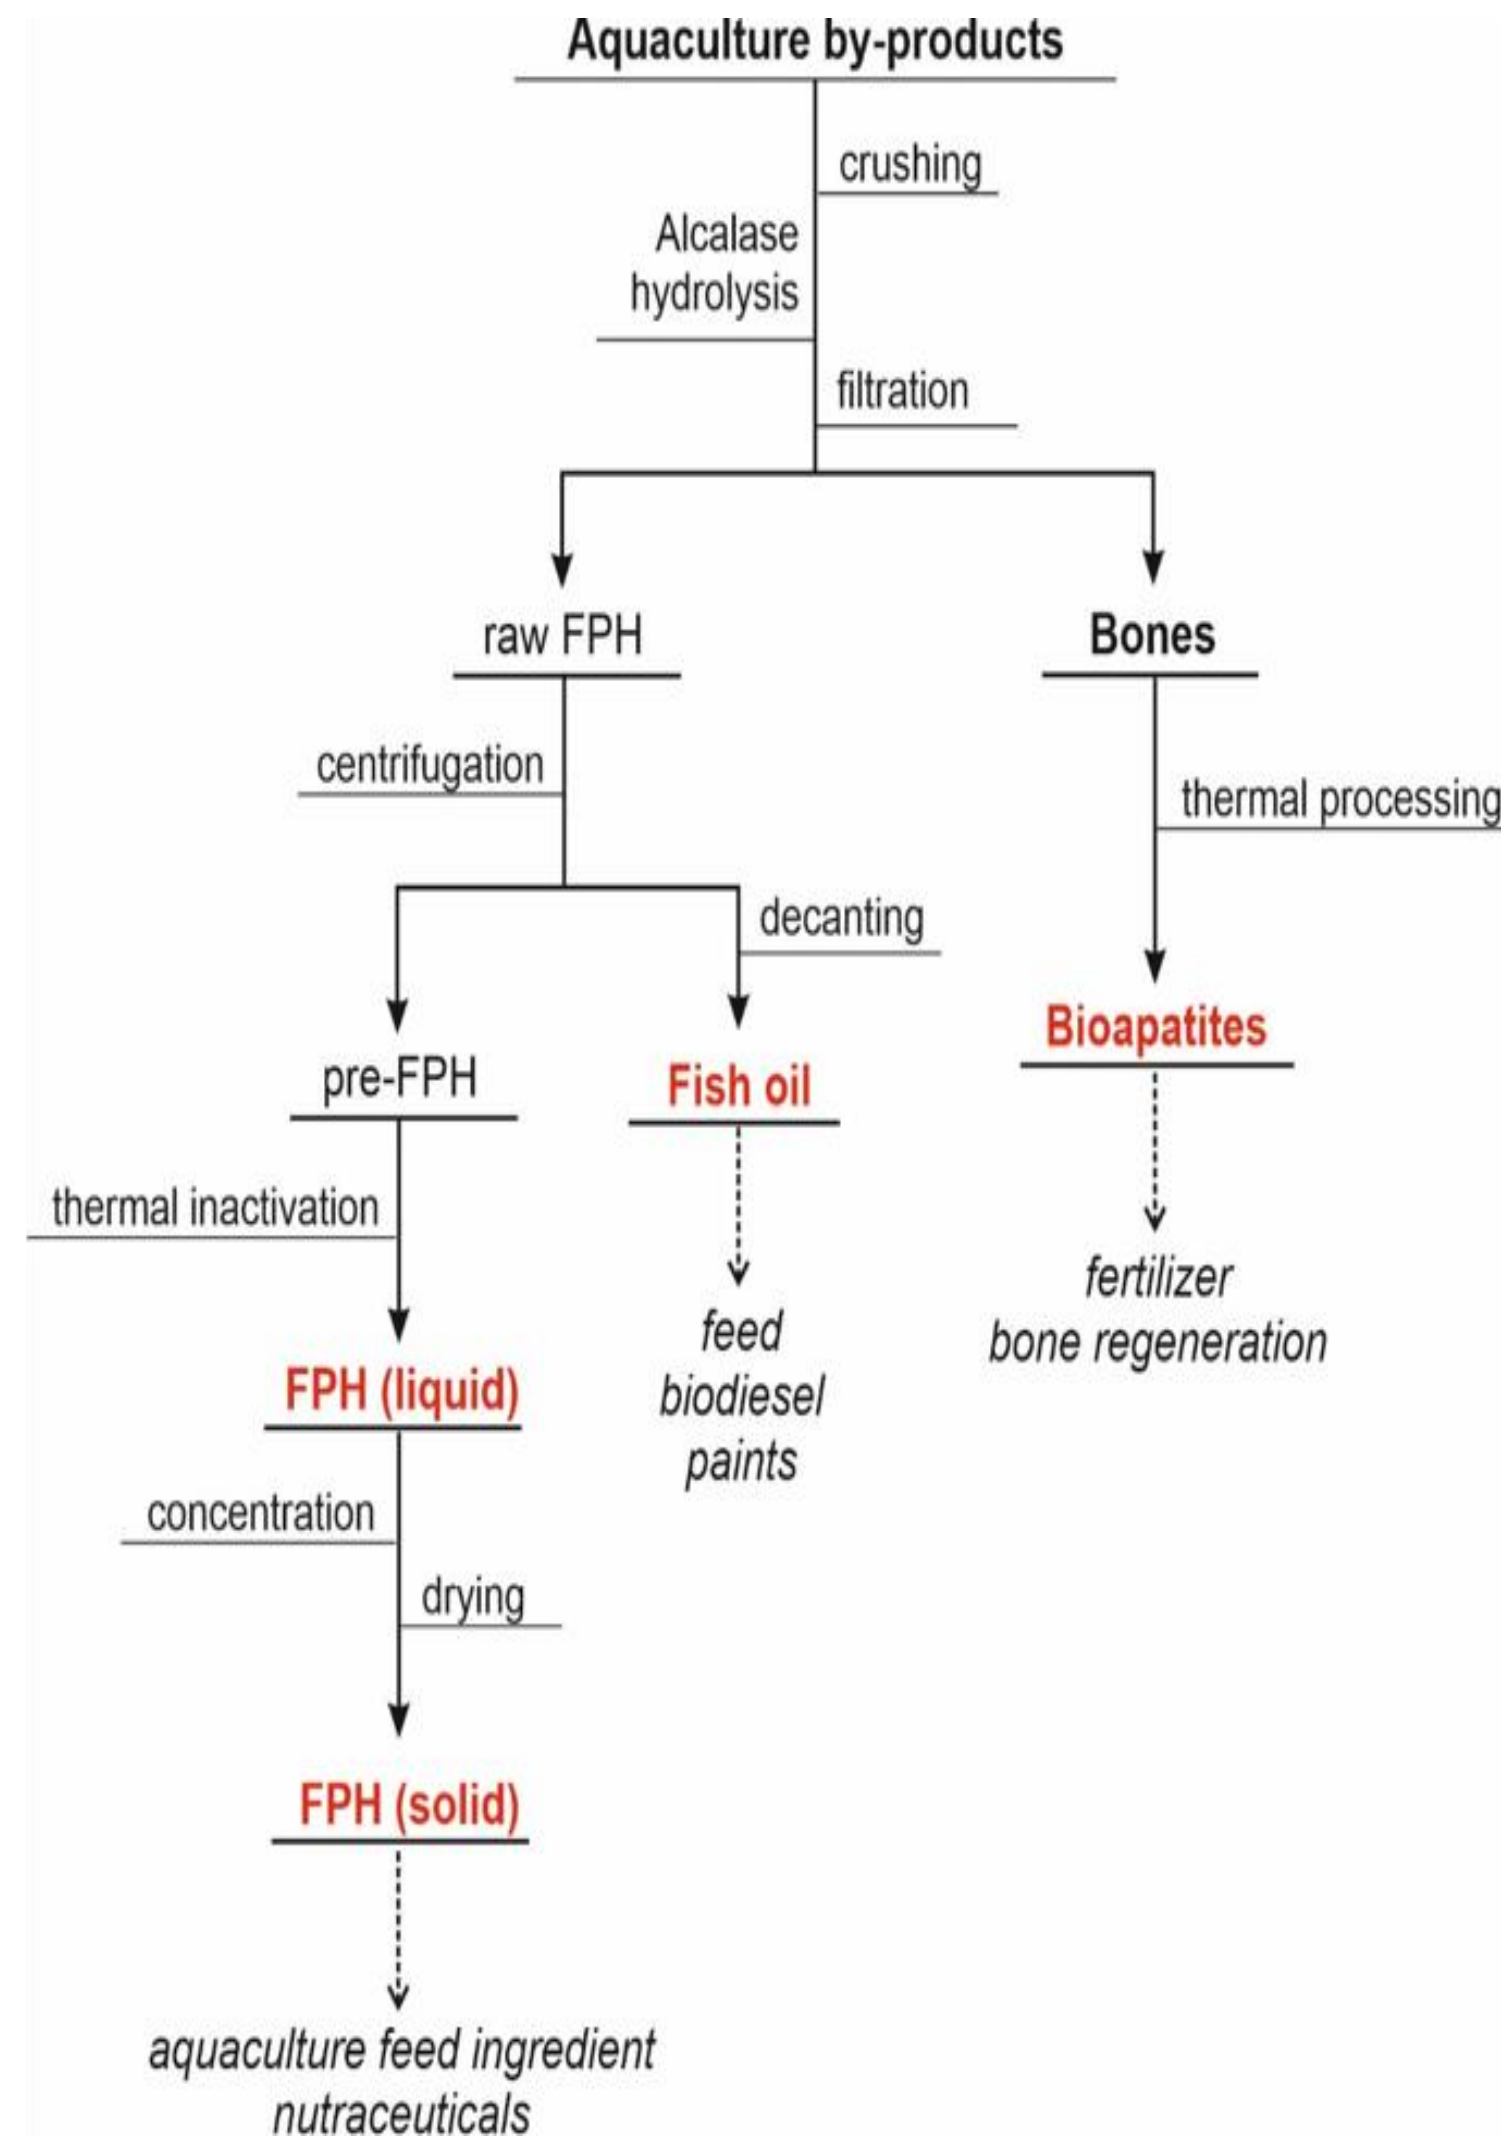 Aquaculture by-products
crushing
Alcalase
hydrolysis
filtration
raw FPH
Bones
centrifugation
thermal processing
decanting
Bioapatites
pre-FPH
Fish oil
thermal inactivation
fertilizer
bone regeneration
feed
biodiesel
paints
FPH (liquid)
concentration
drying
FPH (solid)
aquaculture feed ingredient
nutraceuticals